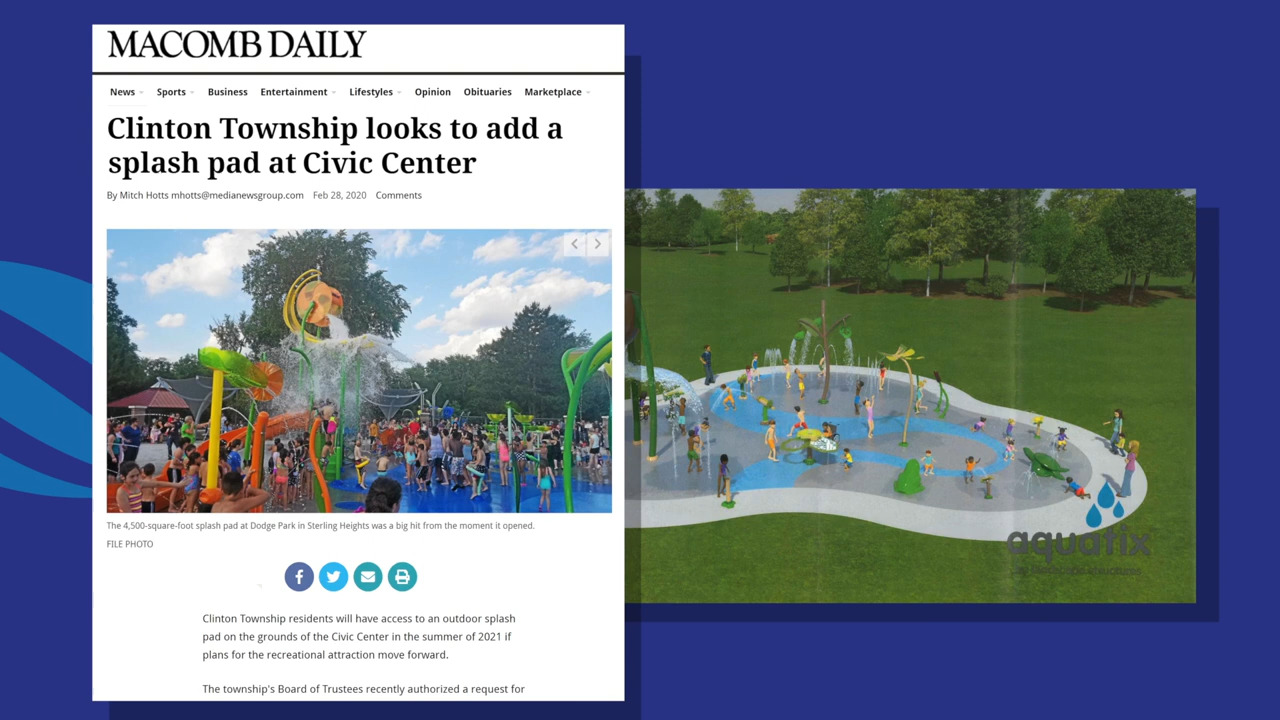 MACOMB DAILY
News Sports Business Entertainment Lifestyles Opinion Obituaries Marketplace
Clinton Township looks to add a
splash pad at Civic Center
By Mitch Hotts mhotts@medianewsgroup.com Feb 28, 2020 Comments
The 4,500-square-foot splash pad at Dodge Park in Sterling Heights was a big hit from the moment it opened.
FILE PHOTO
Clinton Township residents will have access to an outdoor splash
pad on the grounds of the Civic Center in the summer of 2021 if
plans for the recreational attraction move forward.
The township's Board of Trustees recently authorized a request for
aquatix